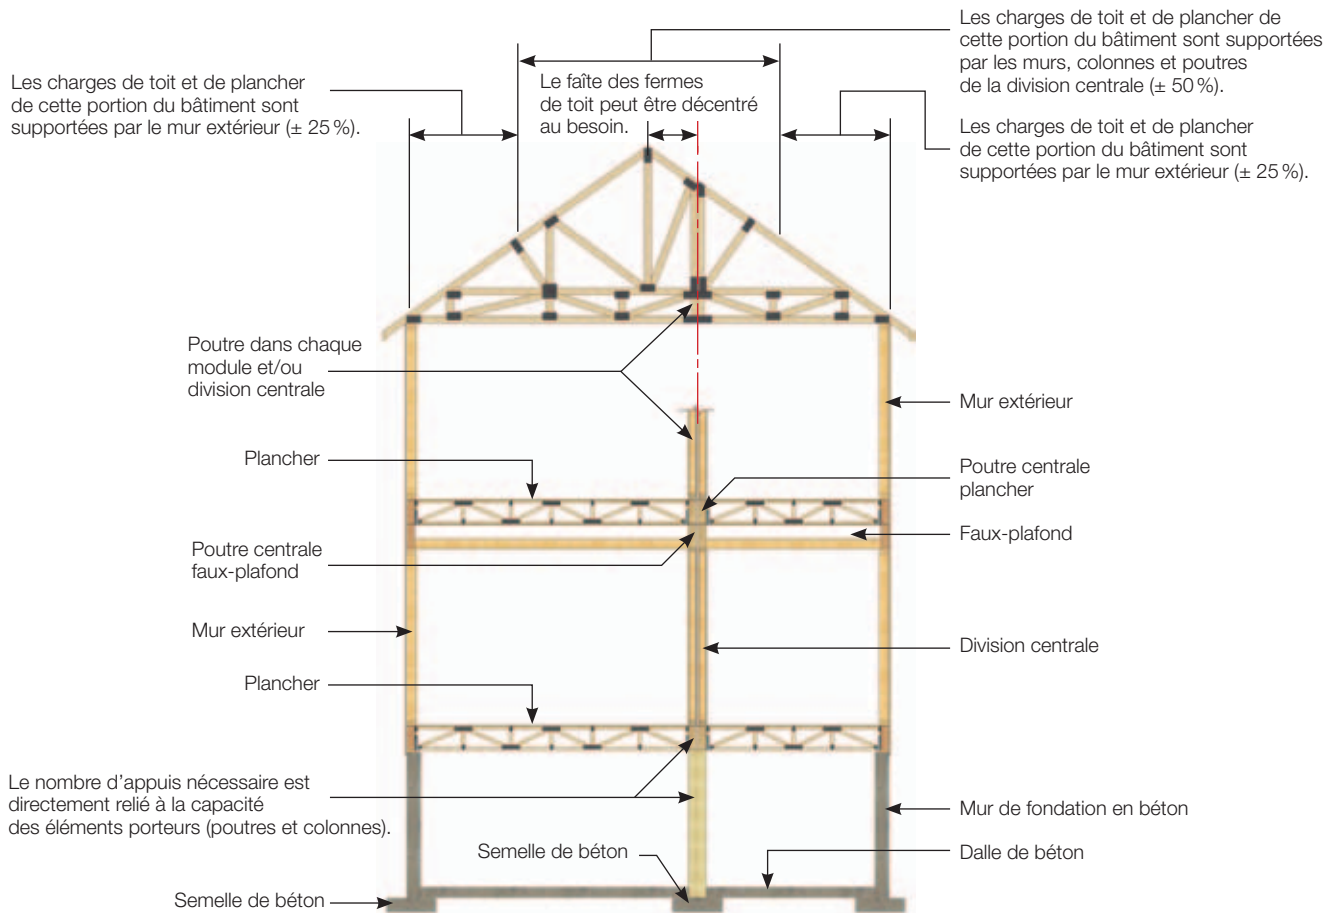 Les charges de toit et de plancher de
cette portion du bâtiment sont supportées
par les murs, colonnes et poutres
de la division centrale (± 50 %).
Les charges de toit et de plancher
de cette portion du bâtiment sont
supportées par le mur extérieur (± 25 %).
Le faîte des fermes
de toit peut être décentré
au besoin.
Les charges de toit et de plancher
de cette portion du bâtiment sont
supportées par le mur extérieur (± 25 %).
Poutre dans chaque
module et/ou
division centrale
Mur extérieur
Plancher
Poutre centrale
plancher
Poutre centrale
faux-plafond
Faux-plafond
Mur extérieur
Division centrale
Plancher
Le nombre d'appuis nécessaire est
directement relié à la capacité
des éléments porteurs (poutres et colonnes).
Mur de fondation en béton
Semelle de béton
Dalle de béton
Semelle de béton